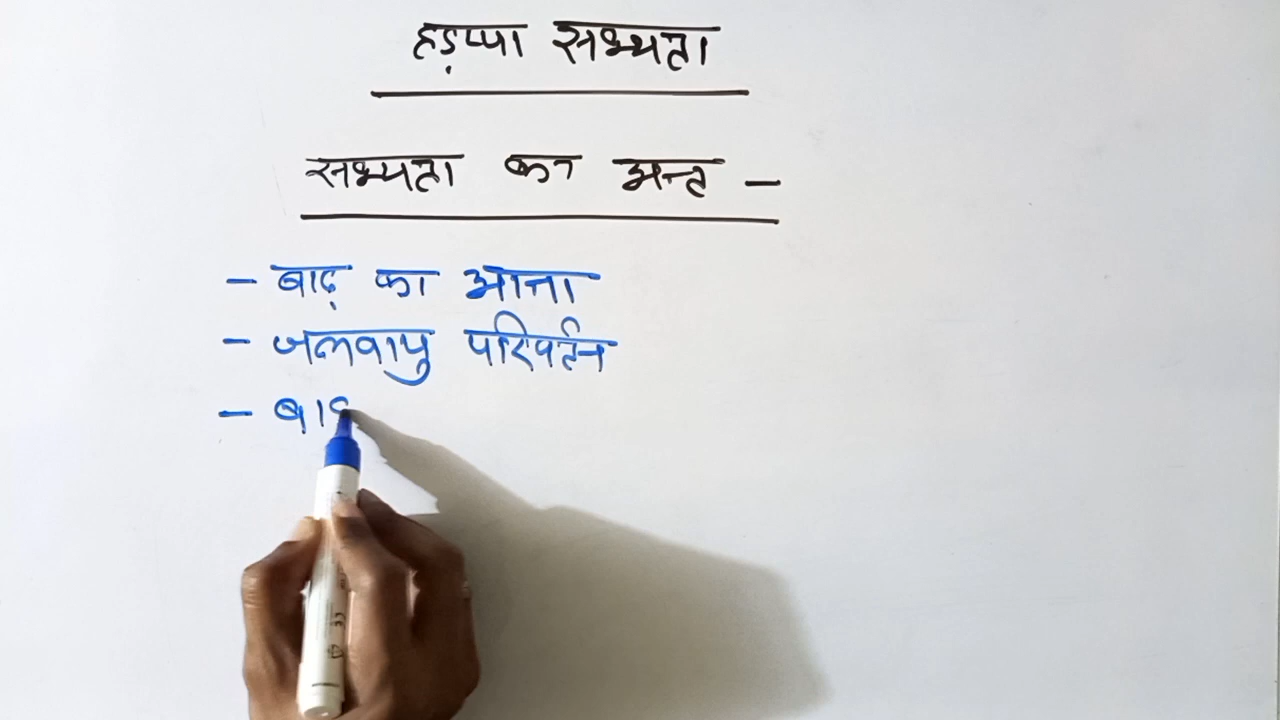 हड़प्पा सभ्यता
सभ्यता का अन्त -
- बाढ़ का आना
- जलवायु परिवर्तन
-